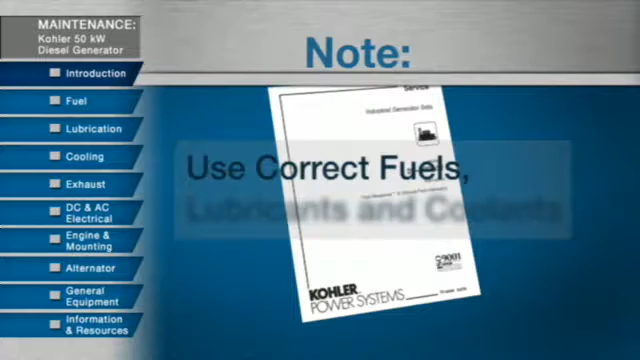 MAINTENANCE:
Kohler 50 kW
Diesel Generator
Introduction
Fuel
Lubrication
Cooling
Exhaust
DC & AC
Electrical
Engine &
Mounting
Alternator
General
Equipment
Information
& Resources
Note:
Service
Industrial Generator Sets
Use Correct Fuels,
Lubricants and Coolants
9001
KOHLER
POWER SYSTEMS